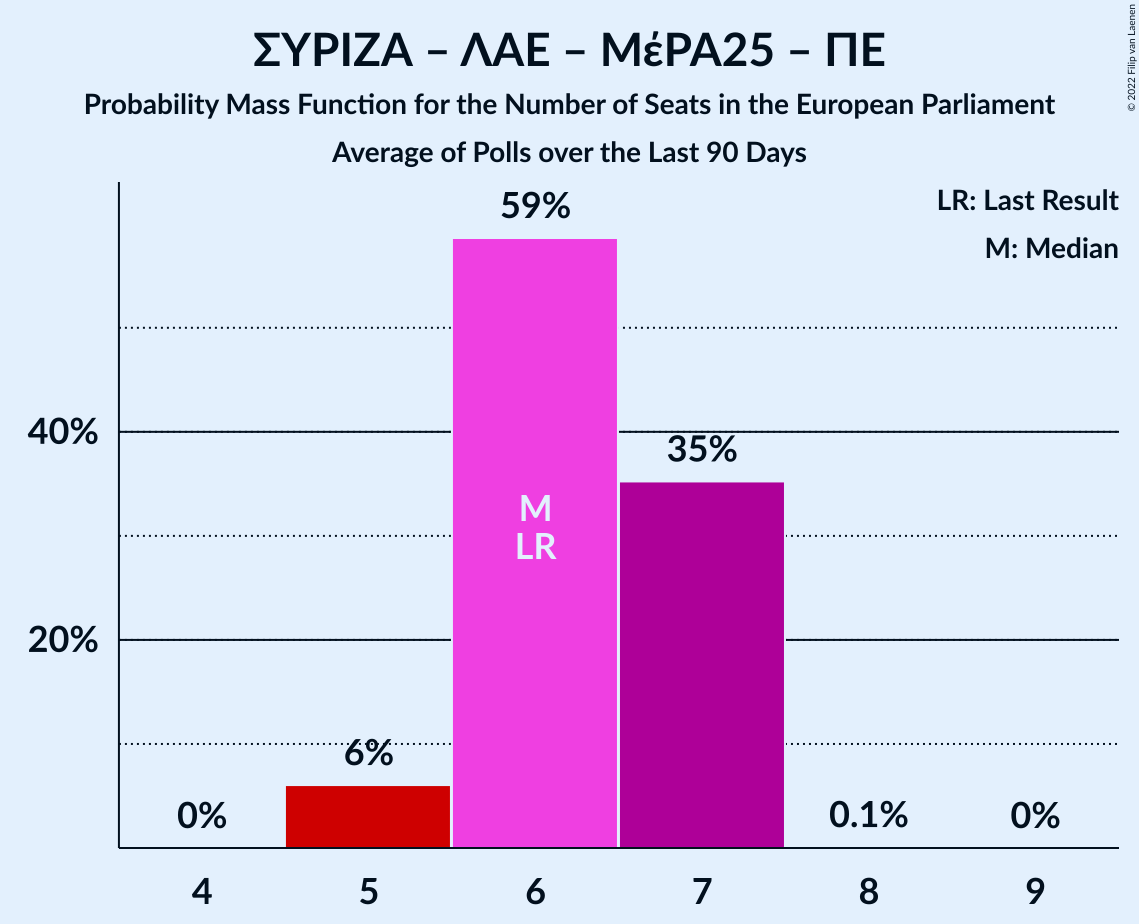 ΣΥΡΙΖΑ – ΛΑΕ – ΜέΡΑ25 – ΠΕ
Probability Mass Function for the Number of Seats in the European Parliament
Average of Polls over the Last 90 Days
© 2022 Filip van Laenen
LR: Last Result
M: Median
59%
40%
35%
M
LR
20%
6%
0%
0.1%
0%
4 5 6 7 8 9